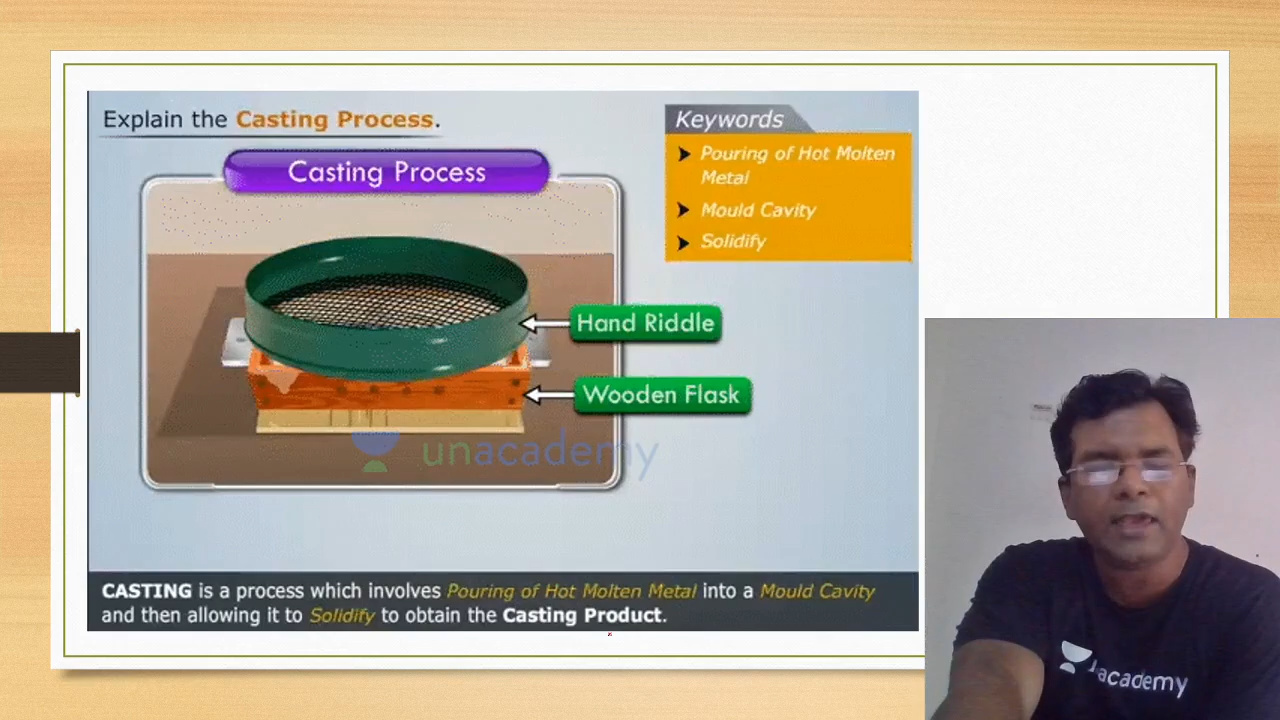 Explain the Casting Process.
Keywords
Casting Process
Pouring of Hot Molten
Metal
Mould Cavity
Solidify
Hand Riddle
Wooden Flask
unacademy
CASTING is a process which involves Pouring of Hot Molten Metal into a Mould Cavity
and then allowing it to Solidify to obtain the Casting Product.
unacademy